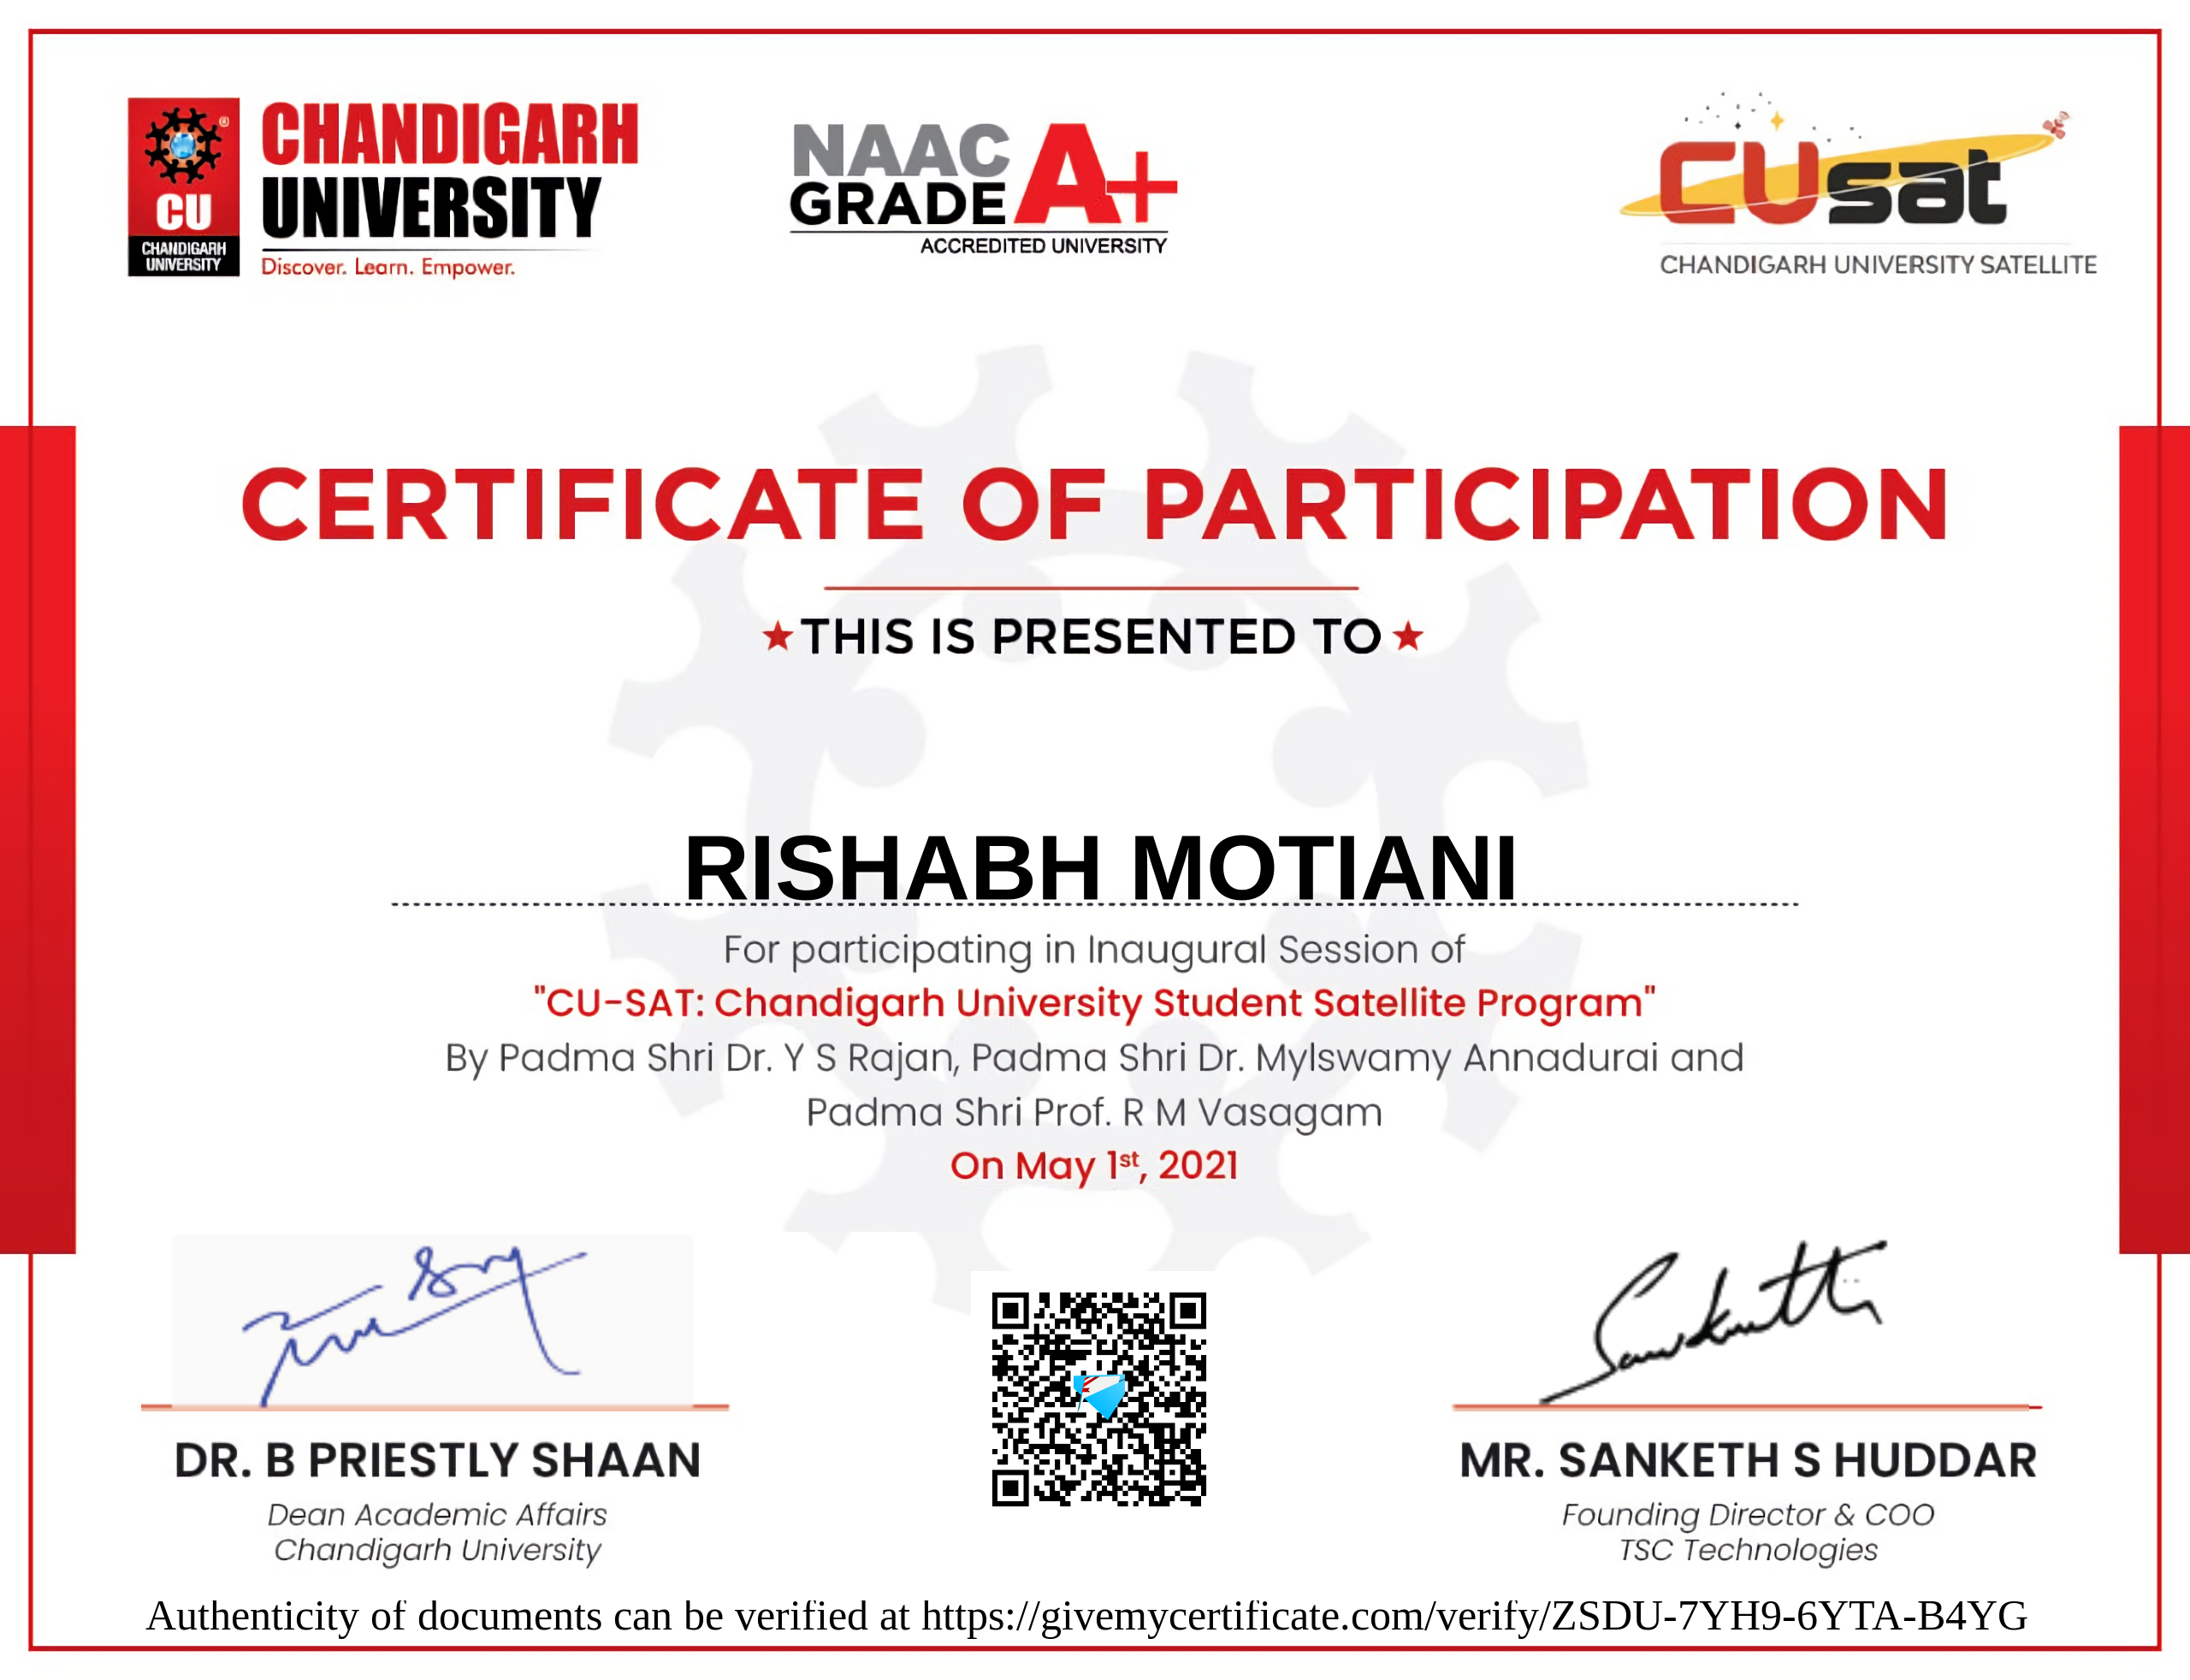 CHANDIGARH
UNIVERSITY
Discover. Learn. Empower.
CU
CHANDIGARH
UNIVERSITY
NAAC
GRADE A+
ACCREDITED UNIVERSITY
CUsat
CHANDIGARH UNIVERSITY SATELLITE
CERTIFICATE OF PARTICIPATION
THIS IS PRESENTED TO
RISHABH MOTIANI
For participating in Inaugural Session of
"CU-SAT: Chandigarh University Student Satellite Program"
By Padma Shri Dr. Y S Rajan, Padma Shri Dr. Mylswamy Annadurai and
Padma Shri Prof. R M Vasagam
On May 1st, 2021
DR. B PRIESTLY SHAAN
Dean Academic Affairs
Chandigarh University
MR. SANKETH S HUDDAR
Founding Director & COO
TSC Technologies
Authenticity of documents can be verified at https://givemycertificate.com/verify/ZSDU-7YH9-6YTA-B4YG